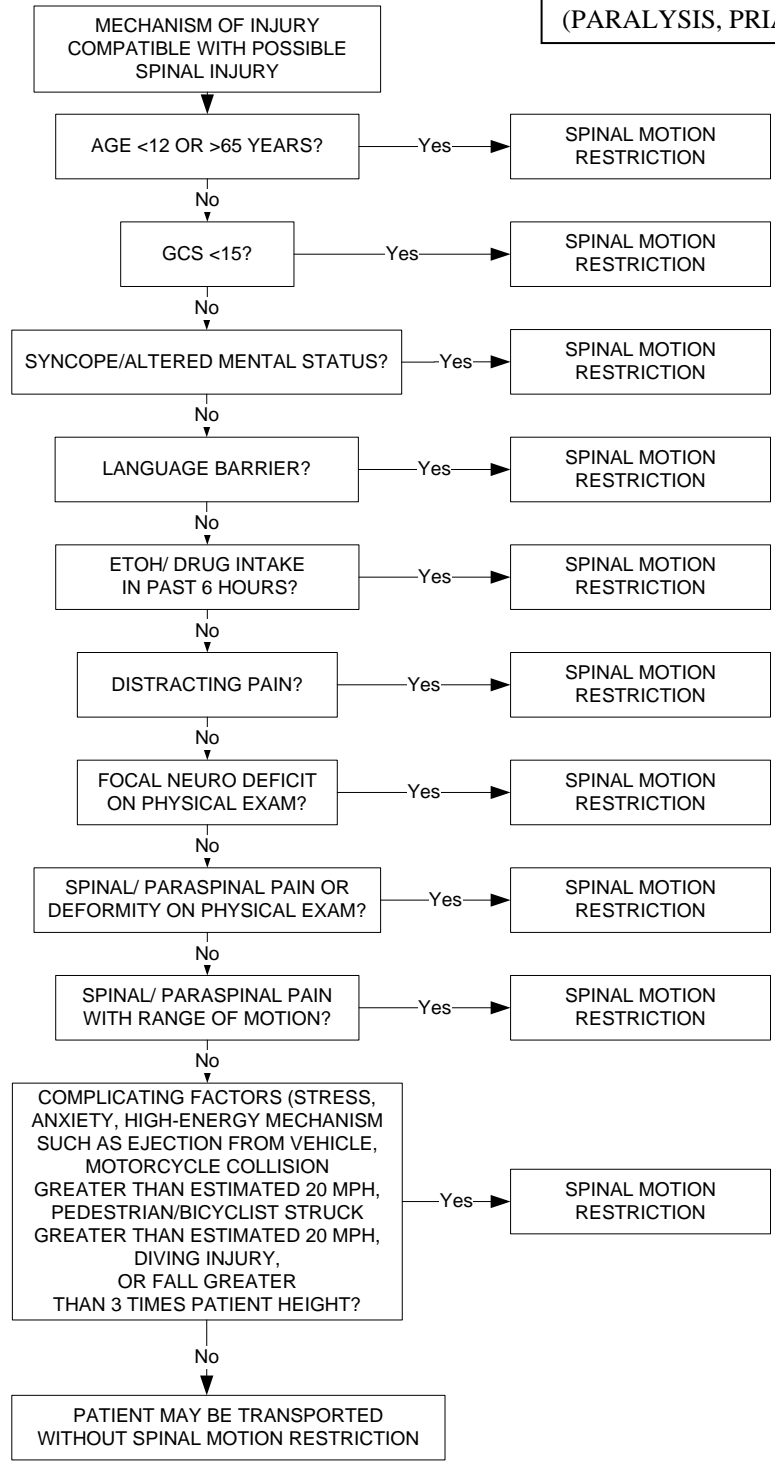 (PARALYSIS, PRIA
MECHANISM OF INJURY
COMPATIBLE WITH POSSIBLE
SPINAL INJURY
AGE <12 OR >65 YEARS?
Yes
SPINAL MOTION
RESTRICTION
No
GCS <15?
Yes
SPINAL MOTION
RESTRICTION
No
SYNCOPE/ALTERED MENTAL STATUS?
Yes
SPINAL MOTION
RESTRICTION
No
LANGUAGE BARRIER?
Yes
SPINAL MOTION
RESTRICTION
No
ETOH/ DRUG INTAKE
IN PAST 6 HOURS?
Yes
SPINAL MOTION
RESTRICTION
No
DISTRACTING PAIN?
Yes
SPINAL MOTION
RESTRICTION
No
FOCAL NEURO DEFICIT
ON PHYSICAL EXAM?
Yes
SPINAL MOTION
RESTRICTION
No
SPINAL/ PARASPINAL PAIN OR
DEFORMITY ON PHYSICAL EXAM?
Yes
SPINAL MOTION
RESTRICTION
No
SPINAL/ PARASPINAL PAIN
WITH RANGE OF MOTION?
Yes
SPINAL MOTION
RESTRICTION
No
COMPLICATING FACTORS (STRESS,
ANXIETY, HIGH-ENERGY MECHANISM
SUCH AS EJECTION FROM VEHICLE,
MOTORCYCLE COLLISION
GREATER THAN ESTIMATED 20 MPH,
PEDESTRIAN/BICYCLIST STRUCK
GREATER THAN ESTIMATED 20 MPH,
DIVING INJURY,
OR FALL GREATER
THAN 3 TIMES PATIENT HEIGHT?
Yes
SPINAL MOTION
RESTRICTION
No
PATIENT MAY BE TRANSPORTED
WITHOUT SPINAL MOTION RESTRICTION